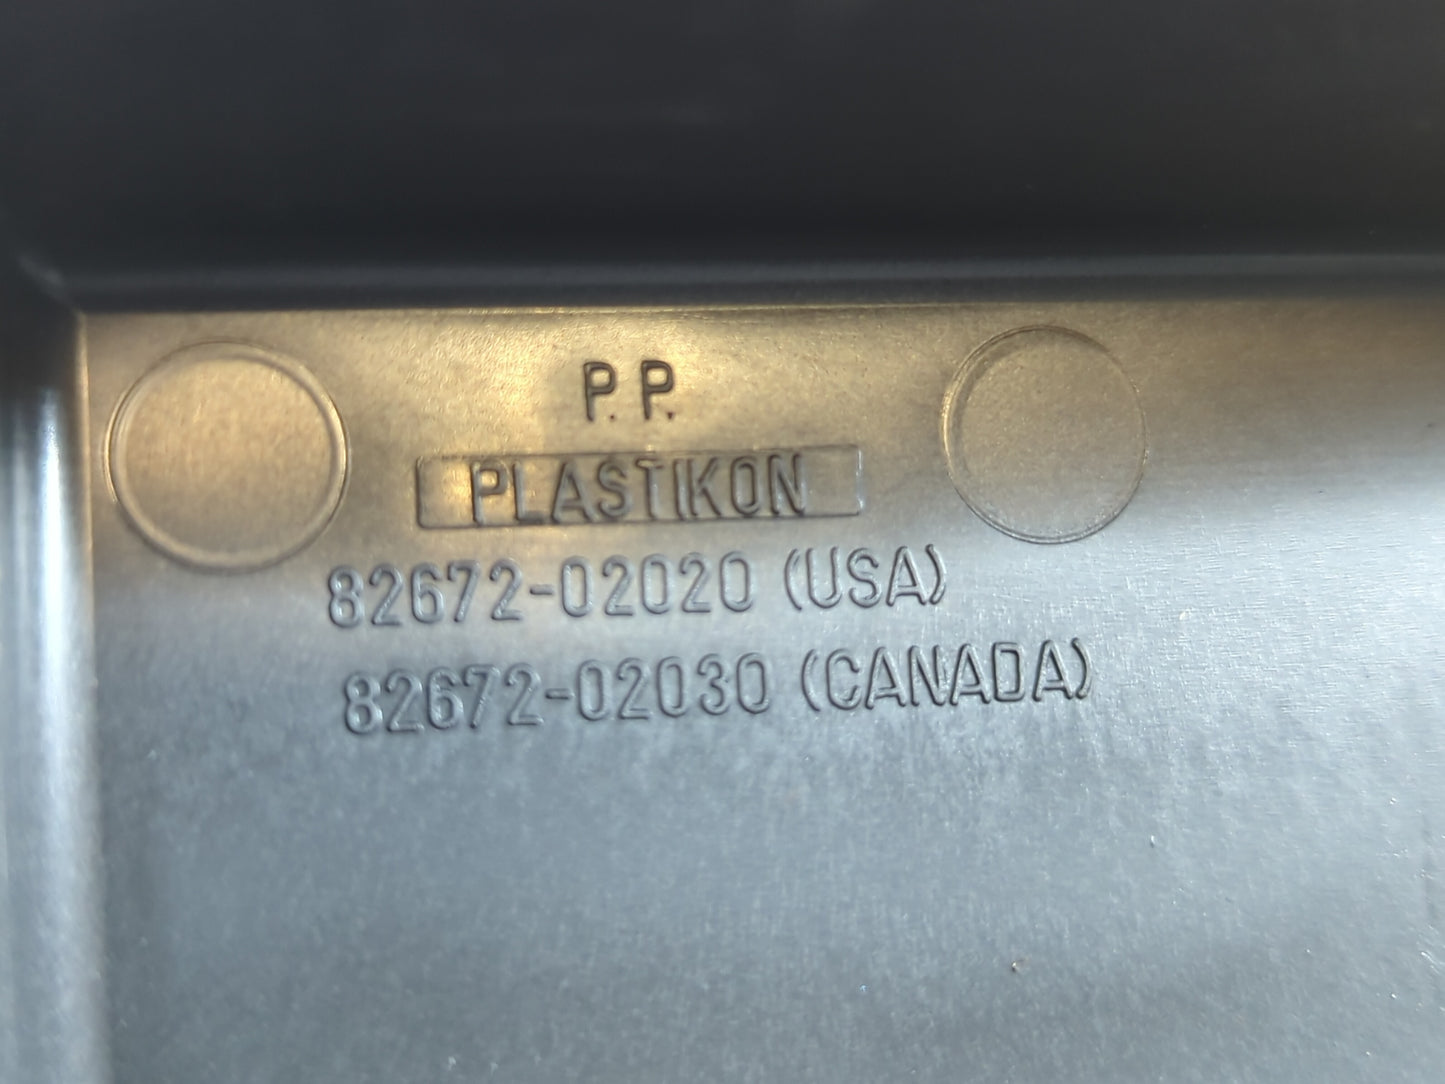 P.P.
PLASTIKON
82672-02020 (USA)
82672-02030 (CANADA)